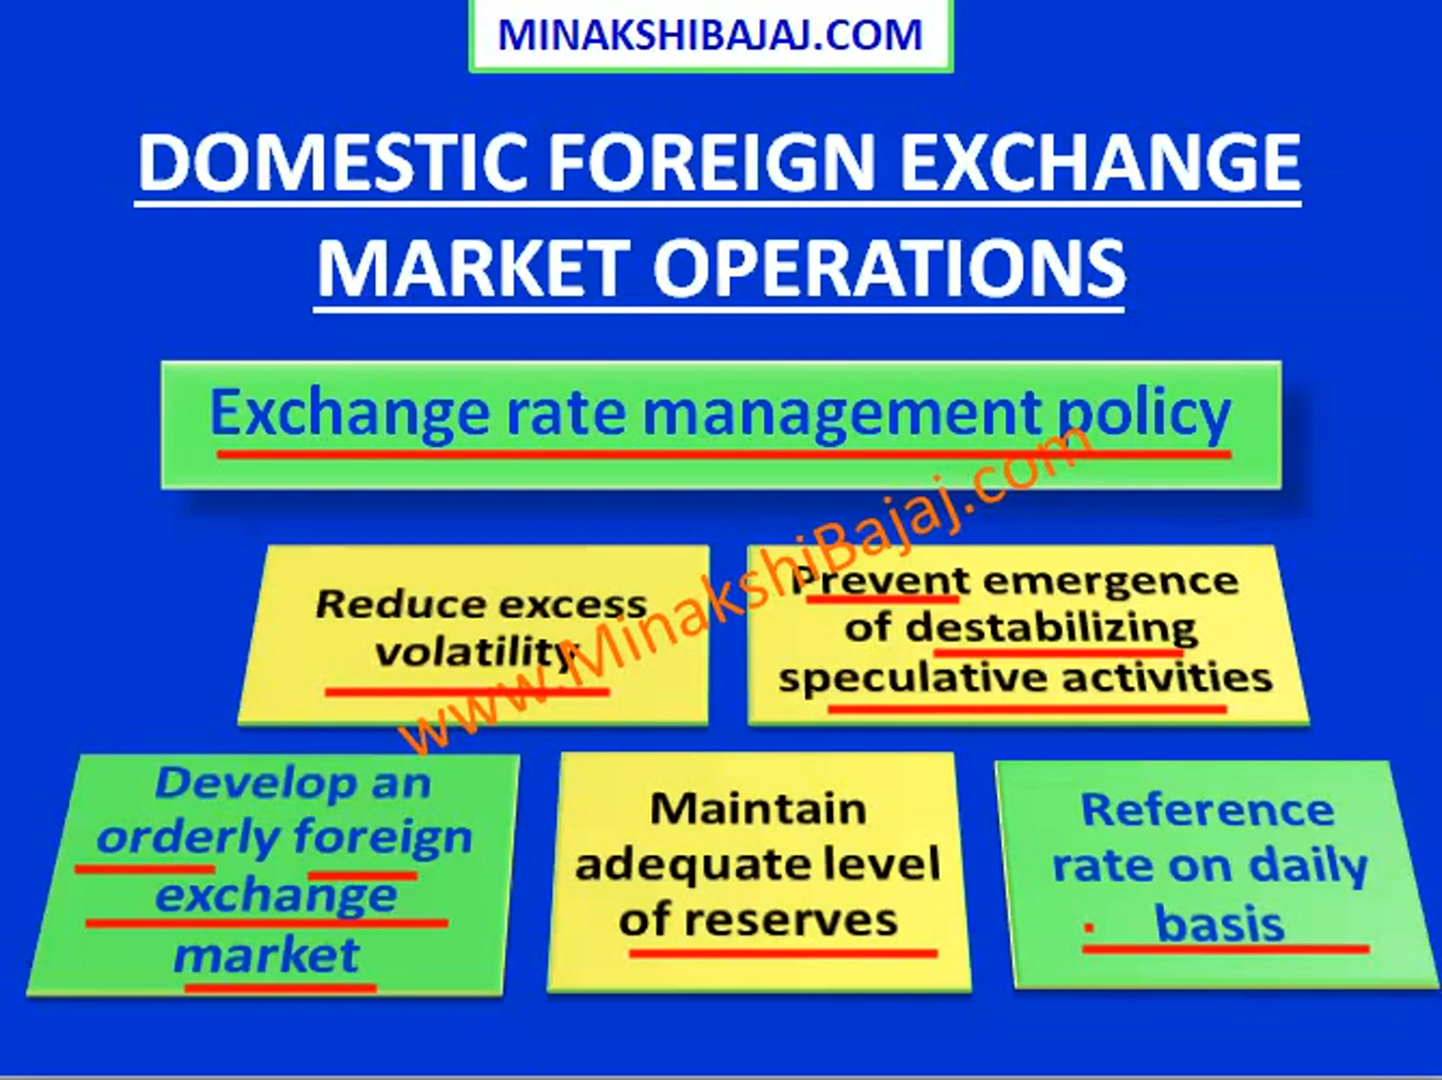 MINAKSHIBAJAJ.COM
DOMESTIC FOREIGN EXCHANGE
MARKET OPERATIONS
Exchange rate management policy
Reduce excess
volatility
Prevent emergence
of destabilizing
speculative activities
www.MinakshiBajaj.com
Develop an
orderly foreign
exchange
market
Maintain
adequate level
of reserves
Reference
rate on daily
basis